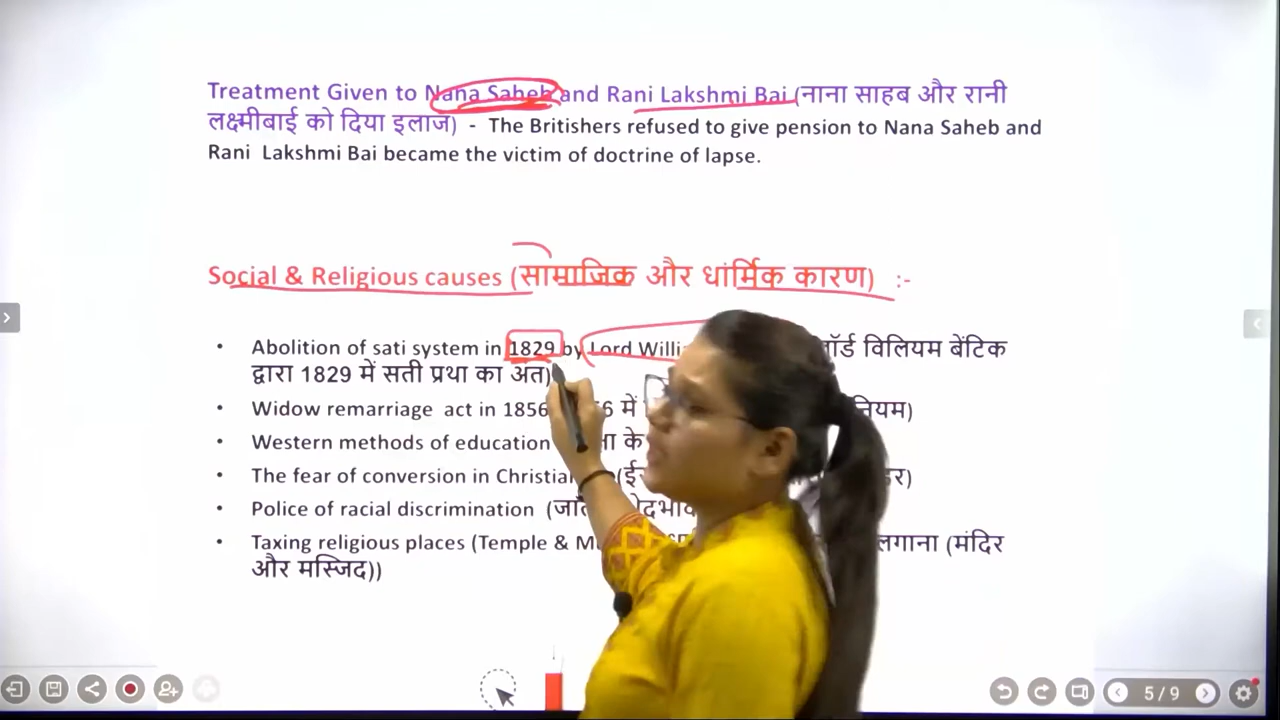 Treatment Given to Nana Saheb and Rani Lakshmi Bai (नाना साहब और रानी
लक्ष्मीबाई को दिया इलाज) - The Britishers refused to give pension to Nana Saheb and
Rani Lakshmi Bai became the victim of doctrine of lapse.
Social & Religious causes (सामाजिक और धांर्मिक कारण) :-
• Abolition of sati system in 1829 by Lord Willi लॉर्ड विलियम बेंटिक
द्वारा 1829 में सती प्रथा का अंत)
• Widow remarriage act in 1856 में
• Western methods of education के
• The fear of conversion in Christia
• Police of racial discrimination
• Taxing religious places (Temple & M लगाना (मंदिर
और मस्जिद))
5/9